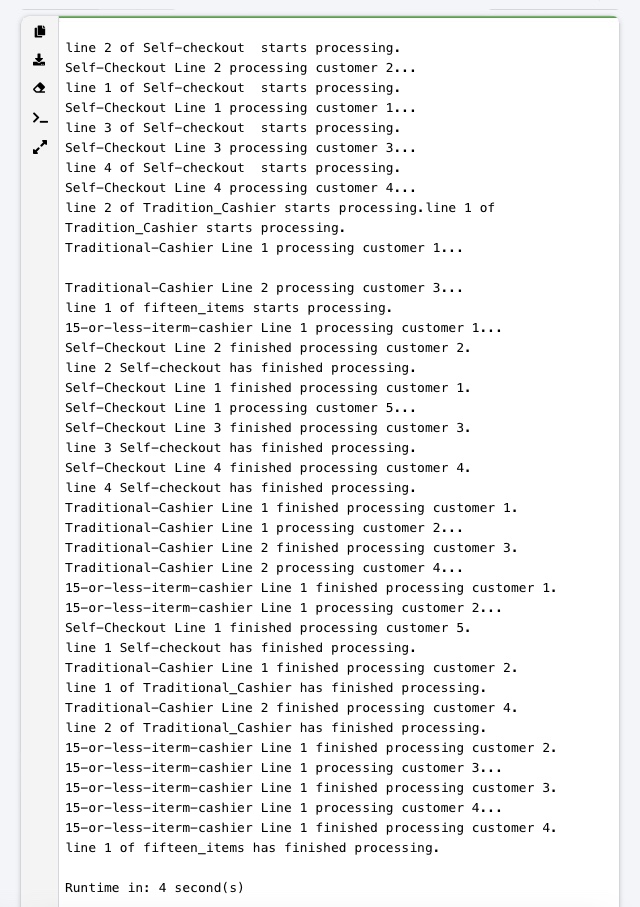 line 2 of Self-checkout  starts processing.
Self-Checkout Line 2 processing customer 2...
line 1 of Self-checkout  starts processing.
Self-Checkout Line 1 processing customer 1...
line 3 of Self-checkout  starts processing.
Self-Checkout Line 3 processing customer 3...
line 4 of Self-checkout  starts processing.
Self-Checkout Line 4 processing customer 4...
line 2 of Tradition_Cashier starts processing.line 1 of
Tradition_Cashier starts processing.
Traditional-Cashier Line 1 processing customer 1...
Traditional-Cashier Line 2 processing customer 3...
line 1 of fifteen_items starts processing.
15-or-less-iterm-cashier Line 1 processing customer 1...
Self-Checkout Line 2 finished processing customer 2.
line 2 Self-checkout has finished processing.
Self-Checkout Line 1 finished processing customer 1.
Self-Checkout Line 1 processing customer 5...
Self-Checkout Line 3 finished processing customer 3.
line 3 Self-checkout has finished processing.
Self-Checkout Line 4 finished processing customer 4.
line 4 Self-checkout has finished processing.
Traditional-Cashier Line 1 finished processing customer 1.
Traditional-Cashier Line 1 processing customer 2...
Traditional-Cashier Line 2 finished processing customer 3.
Traditional-Cashier Line 2 processing customer 4...
15-or-less-iterm-cashier Line 1 finished processing customer 1.
15-or-less-iterm-cashier Line 1 processing customer 2...
Self-Checkout Line 1 finished processing customer 5.
line 1 Self-checkout has finished processing.
Traditional-Cashier Line 1 finished processing customer 2.
line 1 of Traditional_Cashier has finished processing.
Traditional-Cashier Line 2 finished processing customer 4.
line 2 of Traditional_Cashier has finished processing.
15-or-less-iterm-cashier Line 1 finished processing customer 2.
15-or-less-iterm-cashier Line 1 processing customer 3...
15-or-less-iterm-cashier Line 1 finished processing customer 3.
15-or-less-iterm-cashier Line 1 processing customer 4...
15-or-less-iterm-cashier Line 1 finished processing customer 4.
line 1 of fifteen_items has finished processing.
Runtime in: 4 second(s)